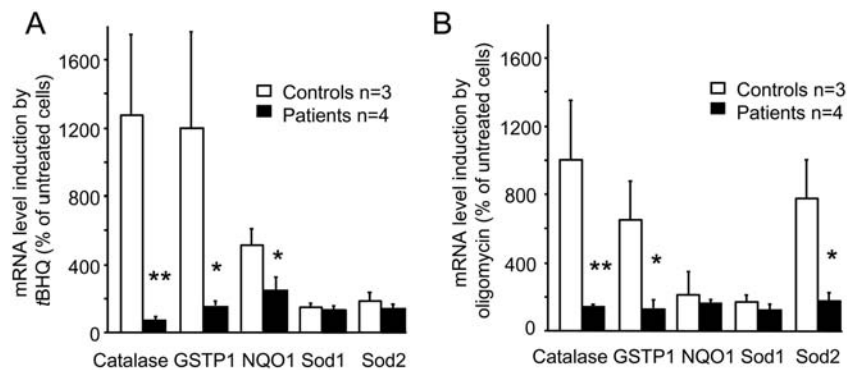 A
mRNA level induction by
tBHQ (% of untreated cells)
1600
1200
800
400
0
Controls n=3
Patients n=4
**
*
*
Catalase GSTP1 NQO1 Sod1 Sod2
B
mRNA level induction by
oligomycin (% of untreated cells)
1600
1200
800
400
0
Controls n=3
Patients n=4
**
*
*
Catalase GSTP1 NQO1 Sod1 Sod2